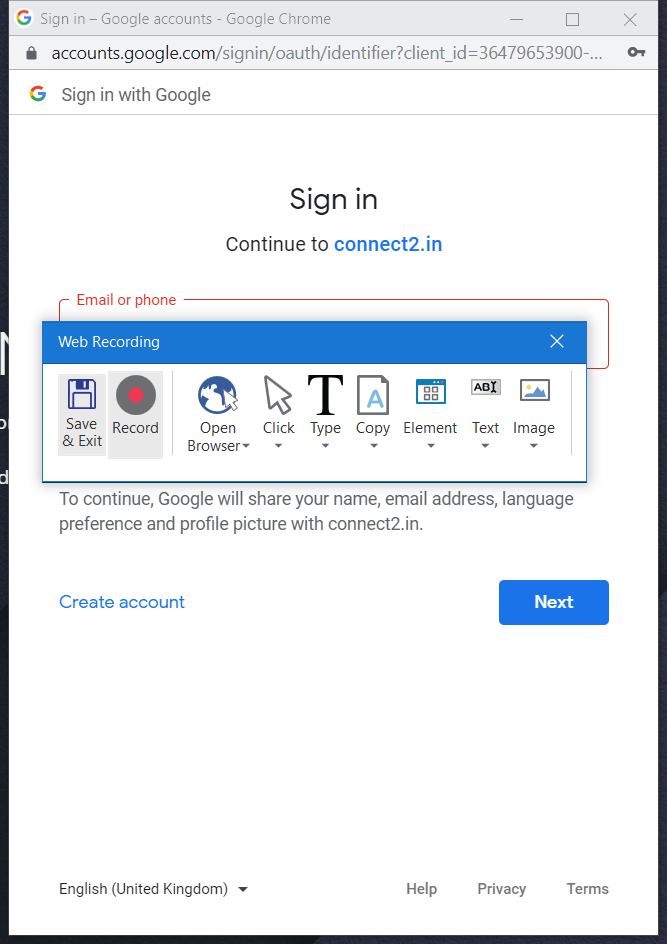 Sign in – Google accounts - Google Chrome
accounts.google.com/signin/oauth/identifier?client_id=36479653900-...
Sign in with Google
Sign in
Continue to connect2.in
Email or phone
Web Recording
Save & Exit
Record
Open Browser
Click
Type
Copy
Element
Text
Image
To continue, Google will share your name, email address, language
preference and profile picture with connect2.in.
Create account
Next
English (United Kingdom)
Help
Privacy
Terms